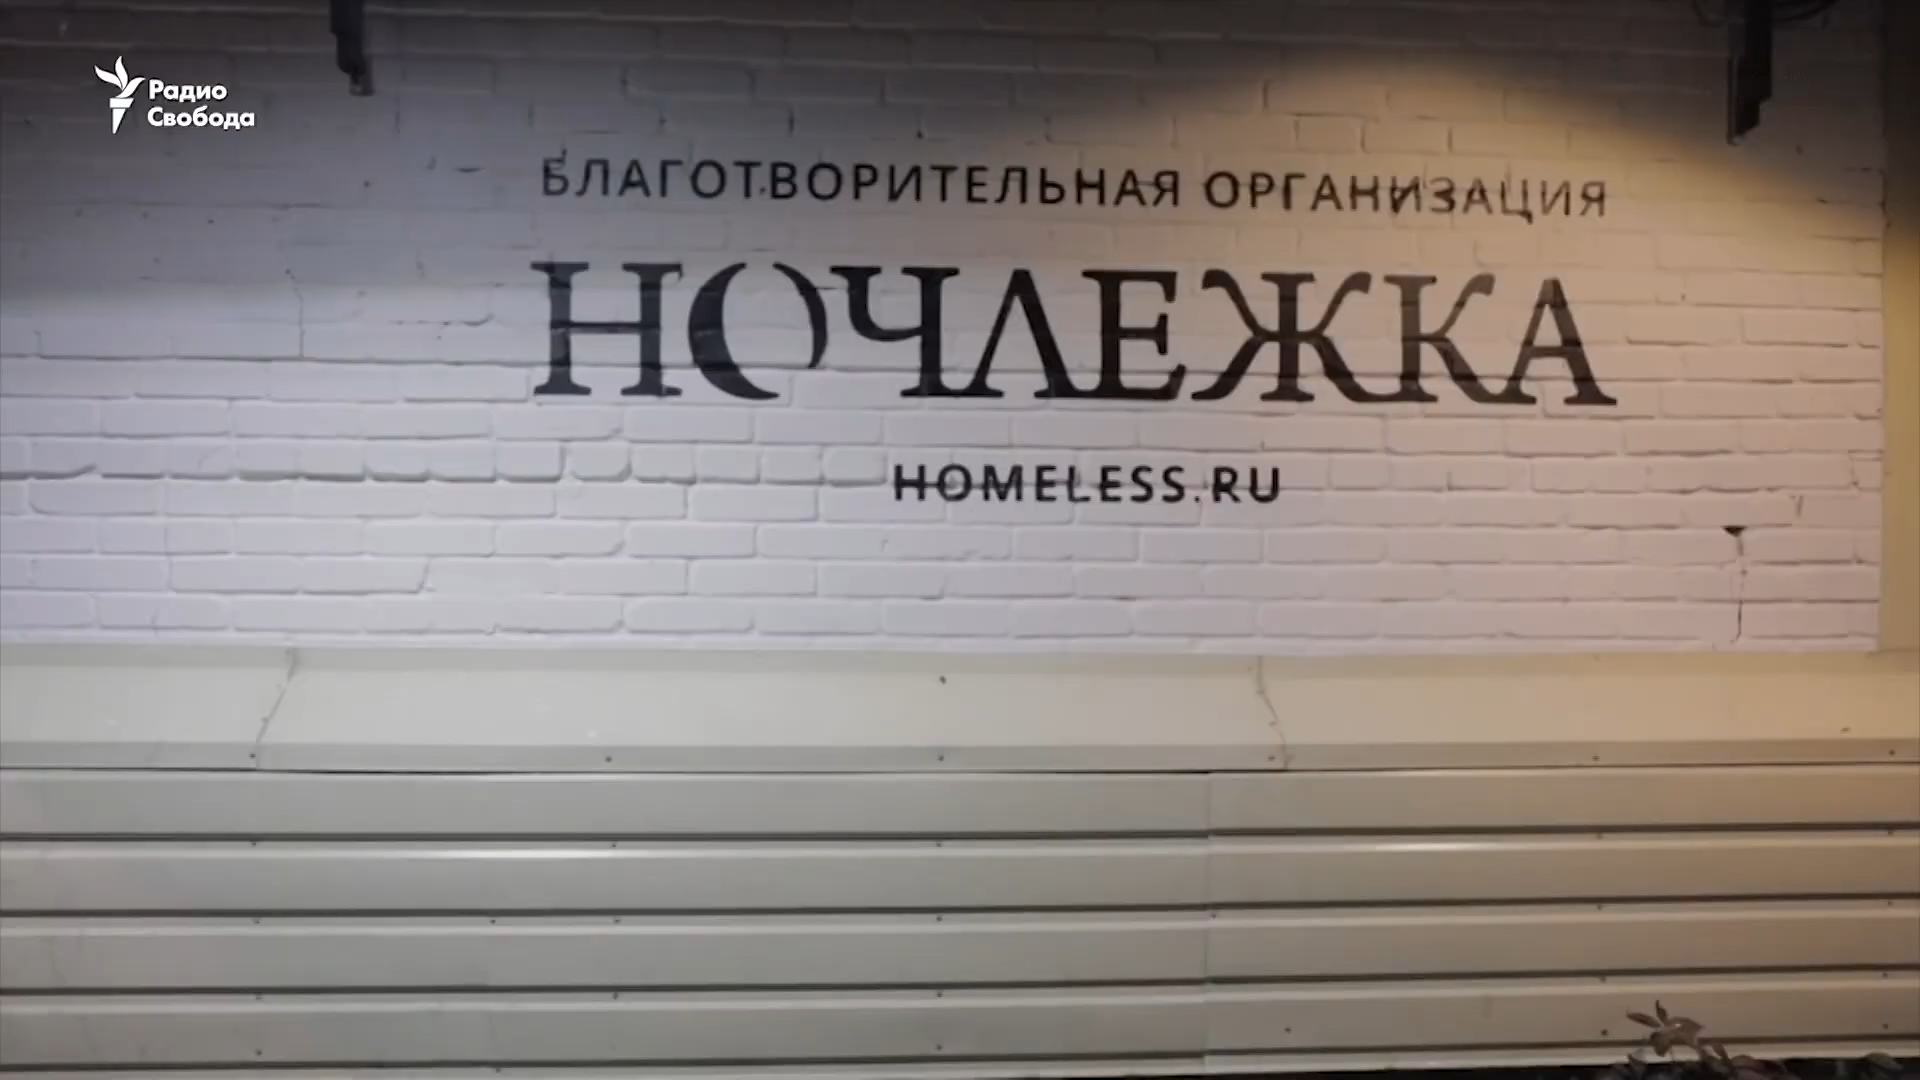 Радио
Свобода
БЛАГОТВОРИТЕЛЬНАЯ ОРГАНИЗАЦИЯ
НОЧЛЕЖКА
HOMELESS.RU